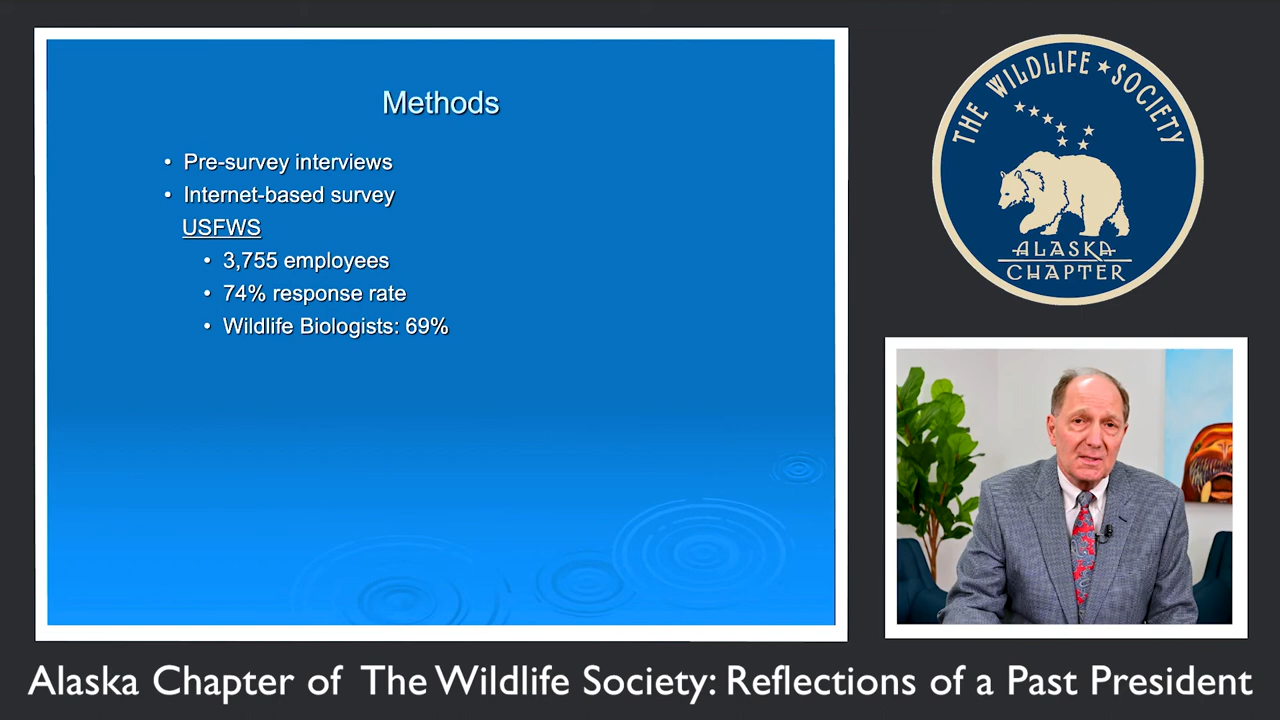 Methods
• Pre-survey interviews
• Internet-based survey
USFWS
• 3,755 employees
• 74% response rate
• Wildlife Biologists: 69%
THE WILDLIFE ★ SOCIETY
ALASKA
CHAPTER
Alaska Chapter of The Wildlife Society: Reflections of a Past President